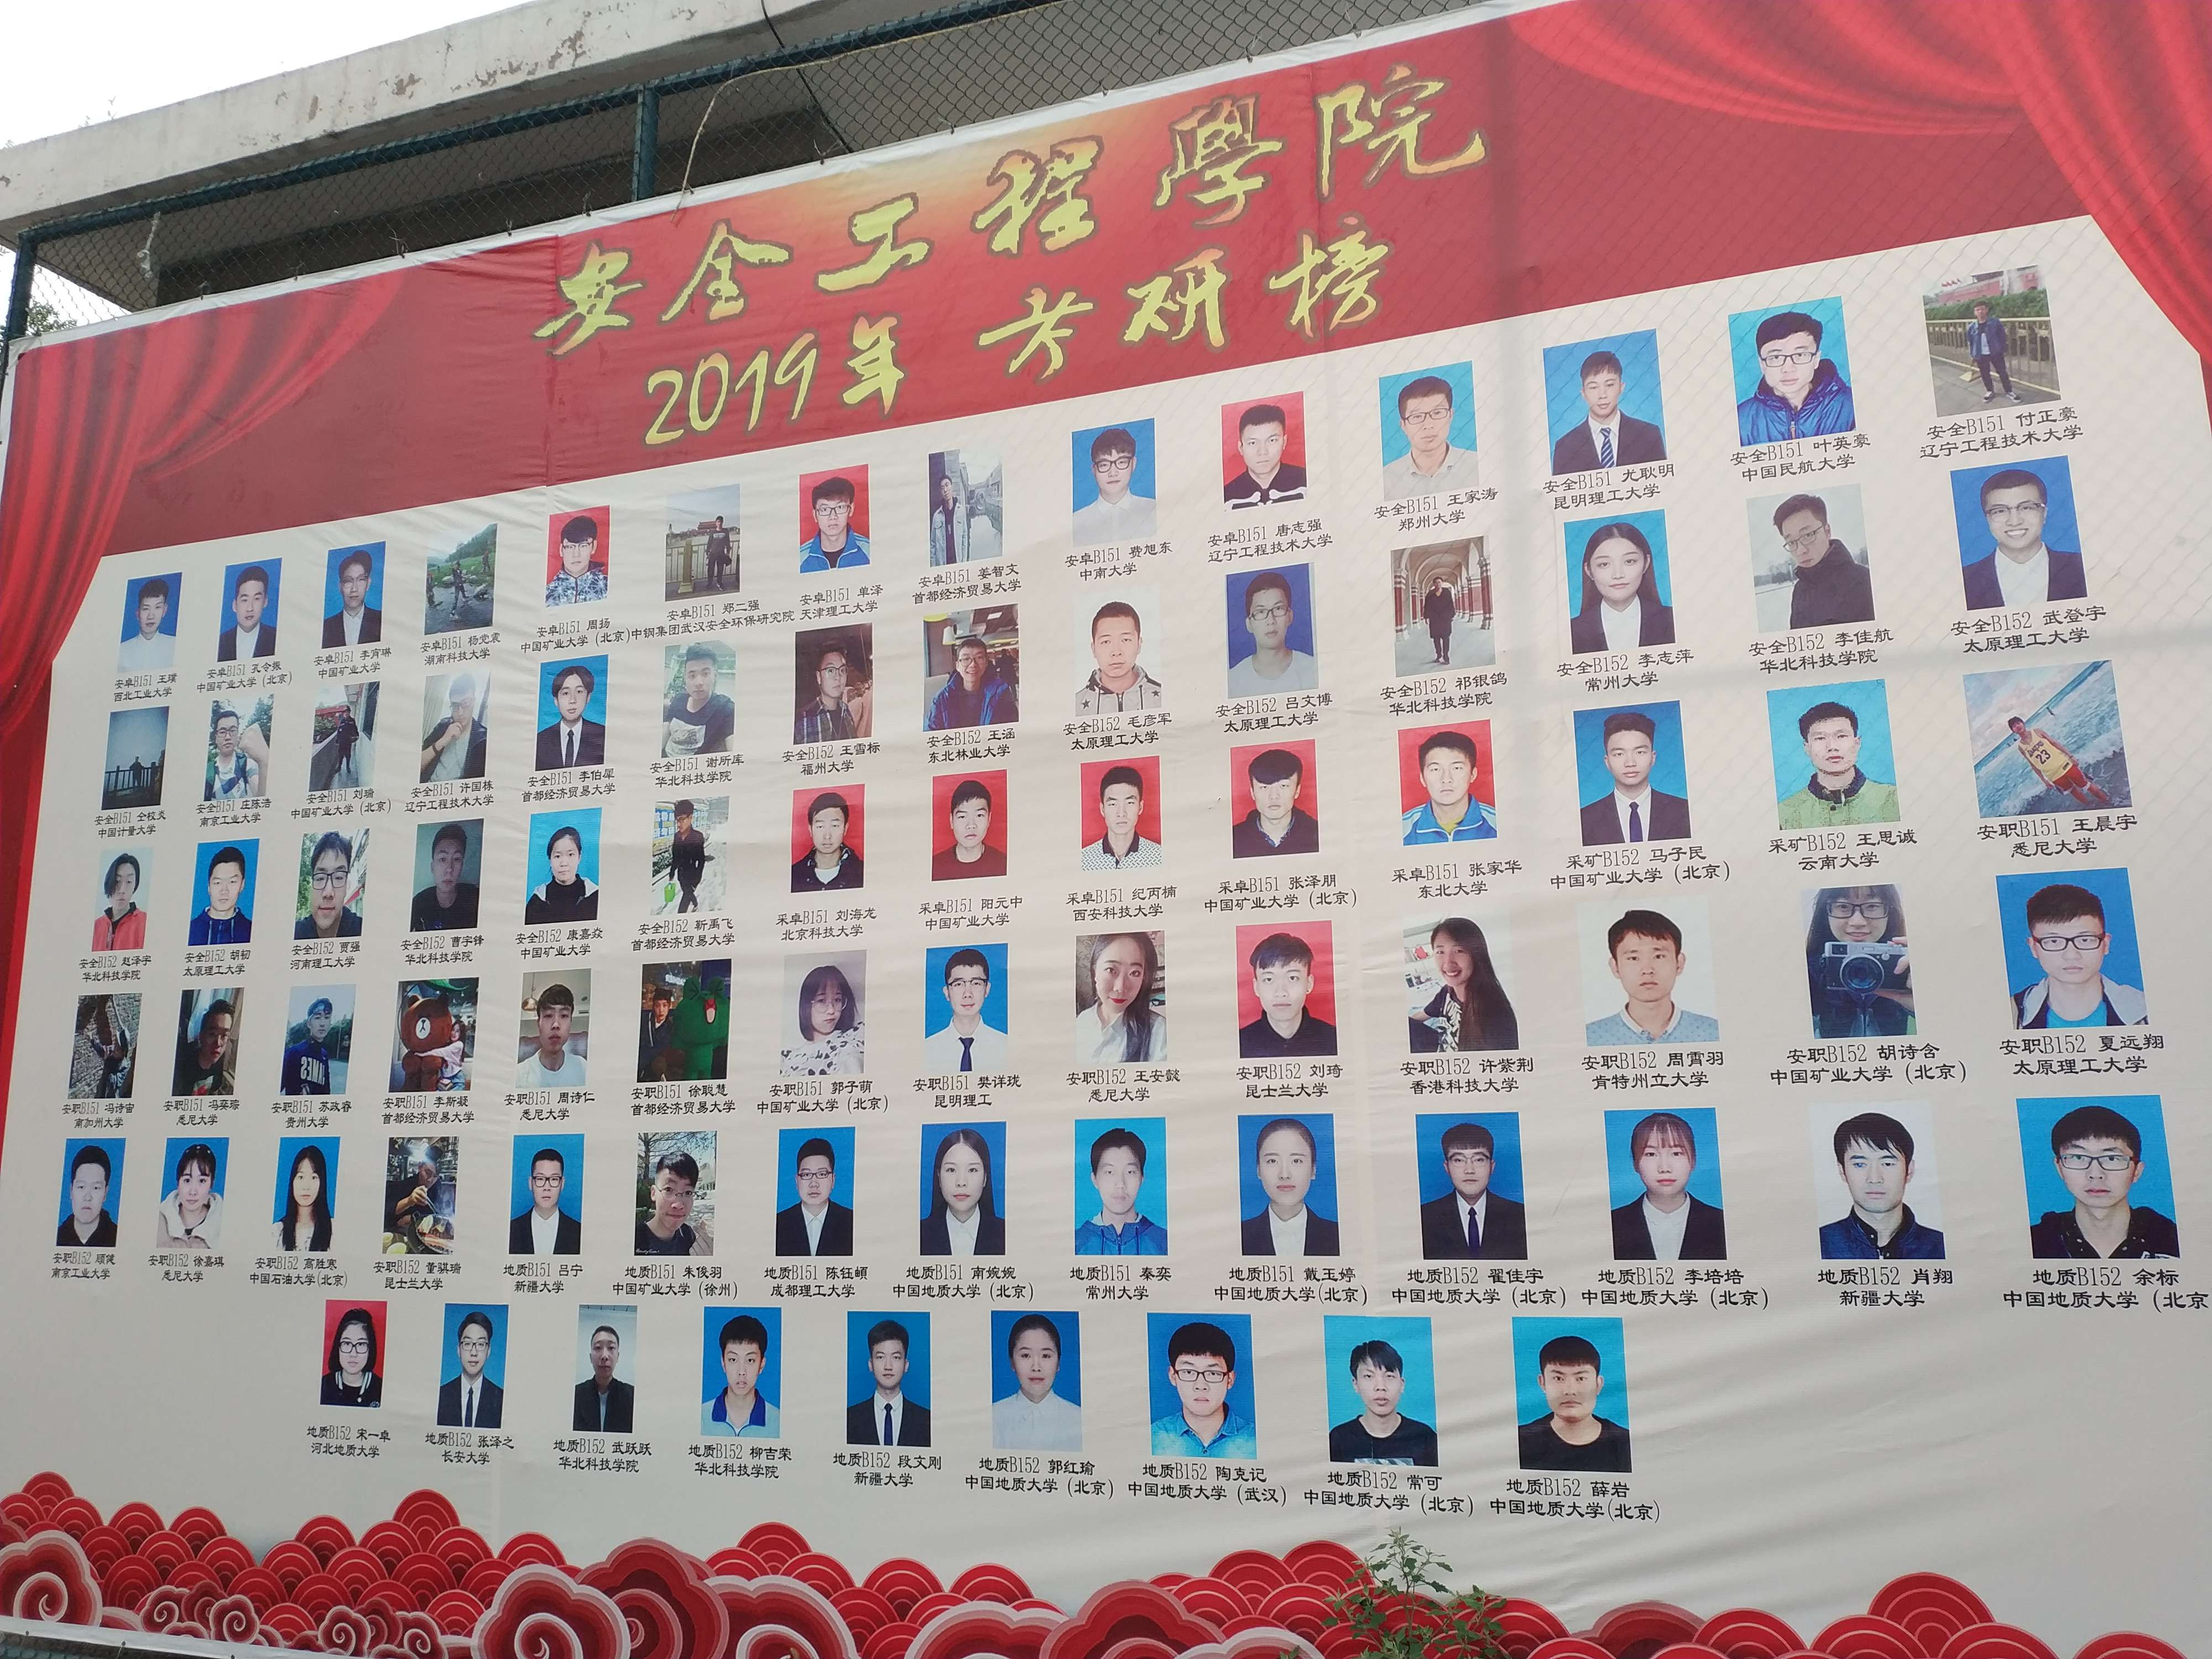 安全工程學院
2019年 考研榜
安卓B151 王璞
西北工业大学
安卓B151 孔令振
中国矿业大学（北京）
安卓B151 李宵琳
中国矿业大学
安卓B151 杨党震
湖南科技大学
安卓B151 周扬
中国矿业大学（北京）
安卓B151 郑二强
中钢集团武汉安全环保研究院
安卓B151 单泽
天津理工大学
安卓B151 姜智文
首都经济贸易大学
安卓B151 费旭东
中南大学
安卓B151 唐志强
辽宁工程技术大学
安全B151 王家涛
郑州大学
安全B151 尤耿明
昆明理工大学
安全B151 叶英豪
中国民航大学
安全B151 付正豪
辽宁工程技术大学
安全B151 仝校炎
中国计量大学
安全B151 庄陈浩
南京工业大学
安全B151 刘瑜
中国矿业大学（北京）
安全B151 许国栋
辽宁工程技术大学
安全B151 李伯犀
首都经济贸易大学
安全B151 谢所库
华北科技学院
安全B152 王雪标
福州大学
安全B152 王涵
东北林业大学
安全B152 毛彦军
太原理工大学
安全B152 吕文博
太原理工大学
安全B152 祁银鸽
华北科技学院
安全B152 李志萍
常州大学
安全B152 李佳航
华北科技学院
安全B152 武登宇
太原理工大学
安全B152 赵泽宇
华北科技学院
安全B152 胡韧
太原理工大学
安全B152 贾强
河南理工大学
安全B152 曹宇锋
华北科技学院
安全B152 康嘉焱
中国矿业大学
安全B152 靳禹飞
首都经济贸易大学
采卓B151 刘海龙
北京科技大学
采卓B151 阳元中
中国矿业大学
采卓B151 纪丙楠
西安科技大学
采卓B151 张泽朋
中国矿业大学（北京）
采卓B151 张家华
东北大学
采矿B152 马子民
中国矿业大学（北京）
采矿B152 王思诚
云南大学
安职B151 王晨宇
悉尼大学
安职B151 冯诗宙
南加州大学
安职B151 冯奕瑃
悉尼大学
安职B151 苏政睿
贵州大学
安职B151 李斯凝
首都经济贸易大学
安职B151 周诗仁
悉尼大学
安职B151 徐聪慧
首都经济贸易大学
安职B151 郭子萌
中国矿业大学（北京）
安职B151 樊详珑
昆明理工
安职B152 王安懿
悉尼大学
安职B152 刘琦
昆士兰大学
安职B152 许紫荆
香港科技大学
安职B152 周霄羽
肯特州立大学
安职B152 胡诗含
中国矿业大学（北京）
安职B152 夏远翔
太原理工大学
安职B152 顾健
南京工业大学
安职B152 徐嘉琪
悉尼大学
安职B152 高胜寒
中国石油大学(北京)
安职B152 董骐瑞
昆士兰大学
地质B151 吕宁
新疆大学
地质B151 朱俊羽
中国矿业大学（徐州）
地质B151 陈钰頔
成都理工大学
地质B151 南婉婉
中国地质大学（北京）
地质B151 秦奕
常州大学
地质B151 戴玉婷
中国地质大学(北京)
地质B152 翟佳宇
中国地质大学（北京）
地质B152 李培培
中国地质大学（北京）
地质B152 肖翔
新疆大学
地质B152 余标
中国地质大学（北京
地质B152 宋一卓
河北地质大学
地质B152 张泽之
长安大学
地质B152 武跃跃
华北科技学院
地质B152 柳吉荣
华北科技学院
地质B152 段文刚
新疆大学
地质B152 郭红瑜
中国地质大学（北京）
地质B152 陶克记
中国地质大学（武汉）
地质B152 常可
中国地质大学（北京）
地质B152 薛岩
中国地质大学(北京)